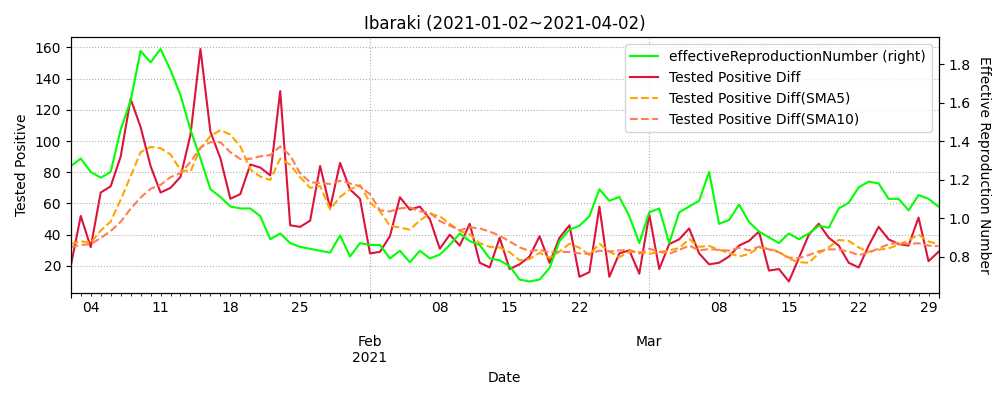 Ibaraki (2021-01-02~2021-04-02)
effectiveReproductionNumber (right)
Tested Positive Diff
Tested Positive Diff(SMA5)
Tested Positive Diff(SMA10)
Tested Positive
160
140
120
100
80
60
40
20
1.8
1.6
1.4
1.2
1.0
0.8
Effective Reproduction Number
04 11 18 25 08 15 22 08 15 22 29
Feb Mar
2021
Date